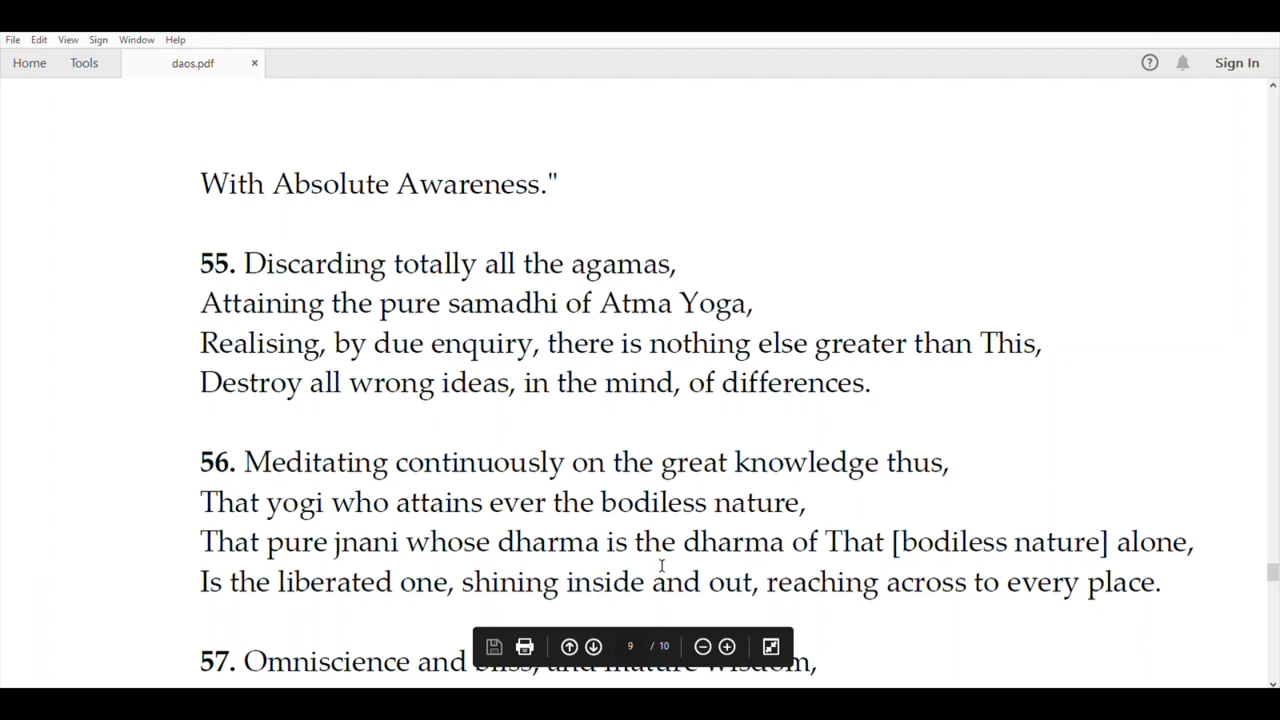 File Edit View Sign Window Help
Home Tools daos.pdf × Sign In
With Absolute Awareness."
55. Discarding totally all the agamas,
Attaining the pure samadhi of Atma Yoga,
Realising, by due enquiry, there is nothing else greater than This,
Destroy all wrong ideas, in the mind, of differences.
56. Meditating continuously on the great knowledge thus,
That yogi who attains ever the bodiless nature,
That pure jnani whose dharma is the dharma of That [bodiless nature] alone,
Is the liberated one, shining inside and out, reaching across to every place.
9 / 10
57. Omniscience and bliss, and mature wisdom,